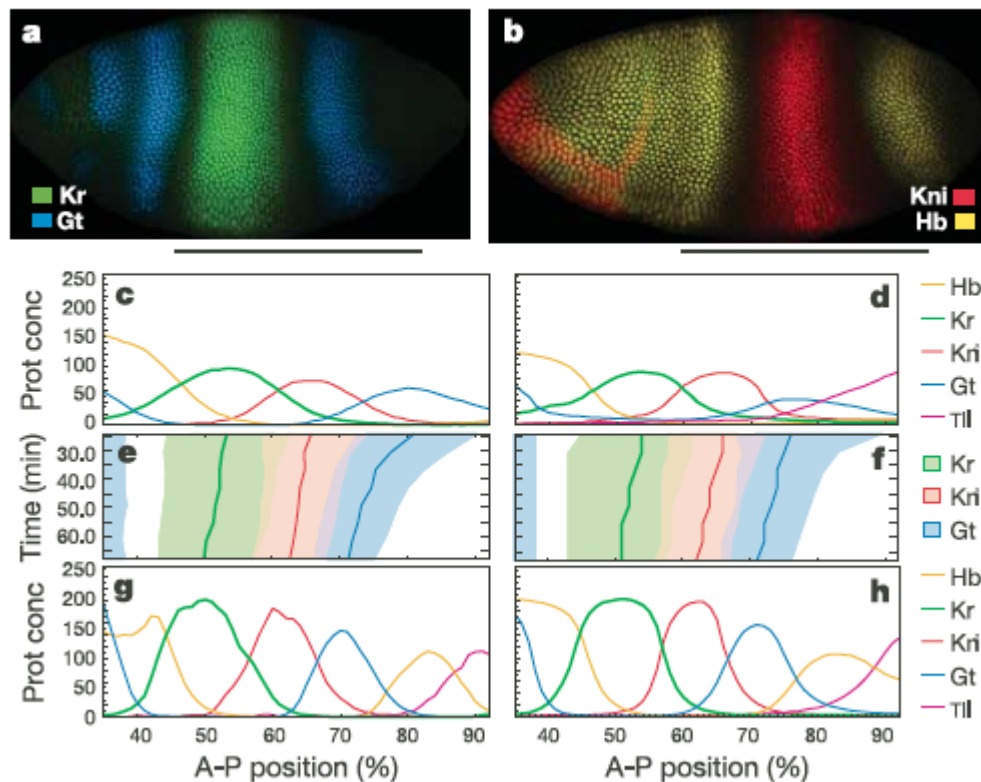 a
Kr
Gt
b
Kni
Hb
c
Prot conc
250
200
150
100
50
0
d
Hb
Kr
Kni
Gt
Tll
e
Time (min)
30.0
40.0
50.0
60.0
f
Kr
Kni
Gt
g
Prot conc
250
200
150
100
50
0
40 50 60 70 80 90
A-P position (%)
h
Hb
Kr
Kni
Gt
Tll
40 50 60 70 80 90
A-P position (%)